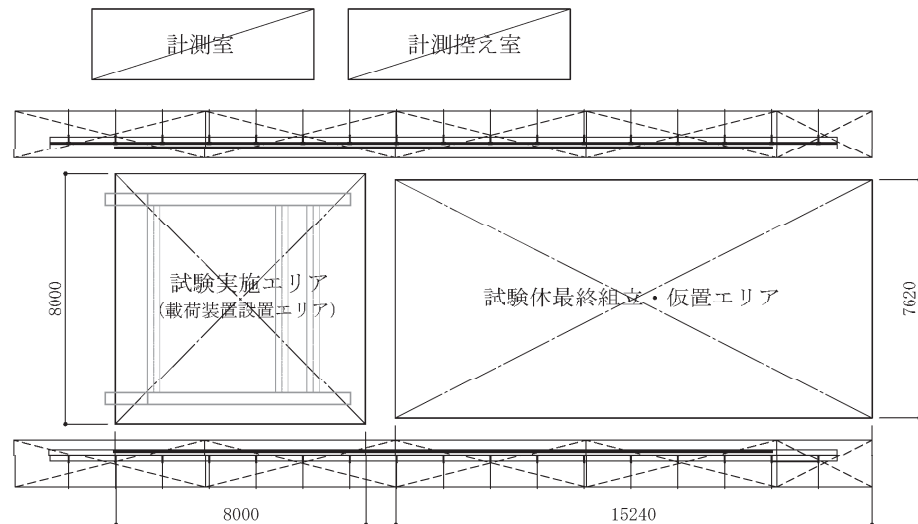 計測室
計測控え室
8000
試験実施エリア
(載荷装置設置エリア)
試験休最終組立・仮置エリア
7620
8000
15240